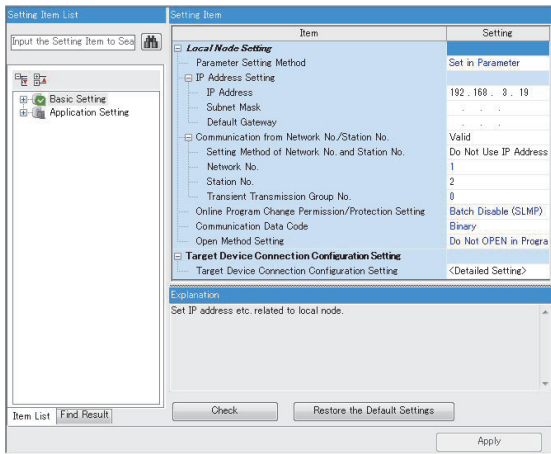 Setting Item List
Input the Setting Item to Sea
Basic Setting
Application Setting
Item List
Find Result
Setting Item
Item Setting
Local Node Setting
Parameter Setting Method Set in Parameter
IP Address Setting
IP Address 192 . 168 . 3 . 19
Subnet Mask . . .
Default Gateway . . .
Communication from Network No./Station No. Valid
Setting Method of Network No. and Station No. Do Not Use IP Address
Network No. 1
Station No. 2
Transient Transmission Group No. 0
Online Program Change Permission/Protection Setting Batch Disable (SLMP)
Communication Data Code Binary
Open Method Setting Do Not OPEN in Progra
Target Device Connection Configuration Setting
Target Device Connection Configuration Setting <Detailed Setting>
Explanation
Set IP address etc. related to local node.
Check
Restore the Default Settings
Apply